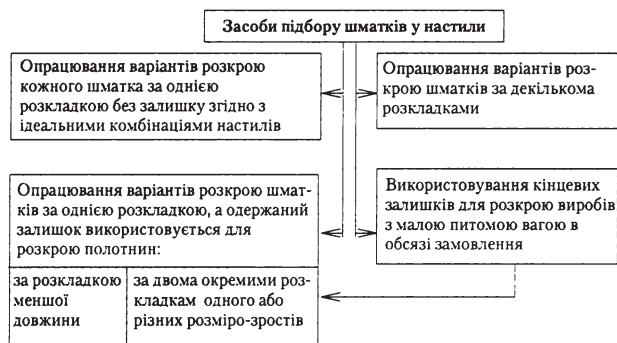 Засоби підбору шматків у настили
Опрацювання варіантів розкрою
кожного шматка за однією
розкладкою без залишку згідно з
ідеальними комбінаціями настилів
Опрацювання варіантів роз-
крою шматків за декількома
розкладками
Опрацювання варіантів розкрою шмат-
ків за однією розкладкою, а одержаний
залишок використовується для
розкрою полотнин:
за розкладкою
меншої
довжини
за двома окремими роз-
кладкам одного або
різних розміро-зростів
Використовування кінцевих
залишків для розкрою виробів
з малою питомою вагою в
обсязі замовлення